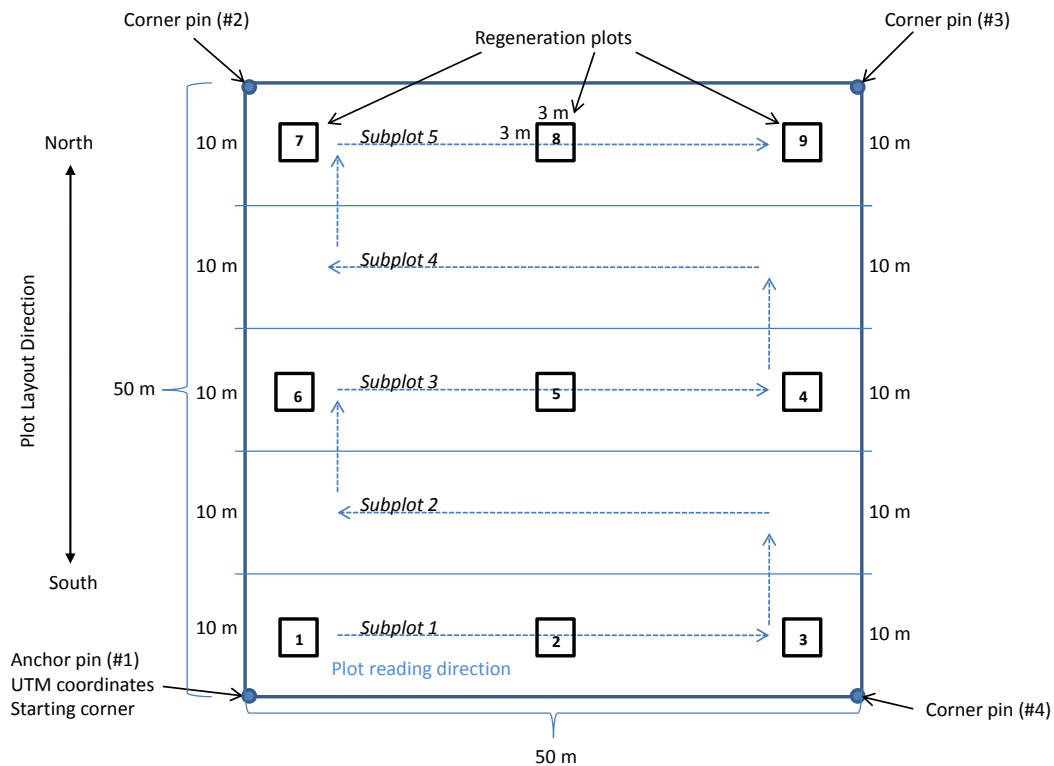 Corner pin (#2)
Corner pin (#3)
Regeneration plots
North
10 m
7
Subplot 5
3 m
3 m
8
9
10 m
10 m
Subplot 4
10 m
Plot Layout Direction
50 m
10 m
6
Subplot 3
5
4
10 m
10 m
Subplot 2
10 m
South
10 m
1
Subplot 1
2
3
10 m
Plot reading direction
Anchor pin (#1)
UTM coordinates
Starting corner
Corner pin (#4)
50 m